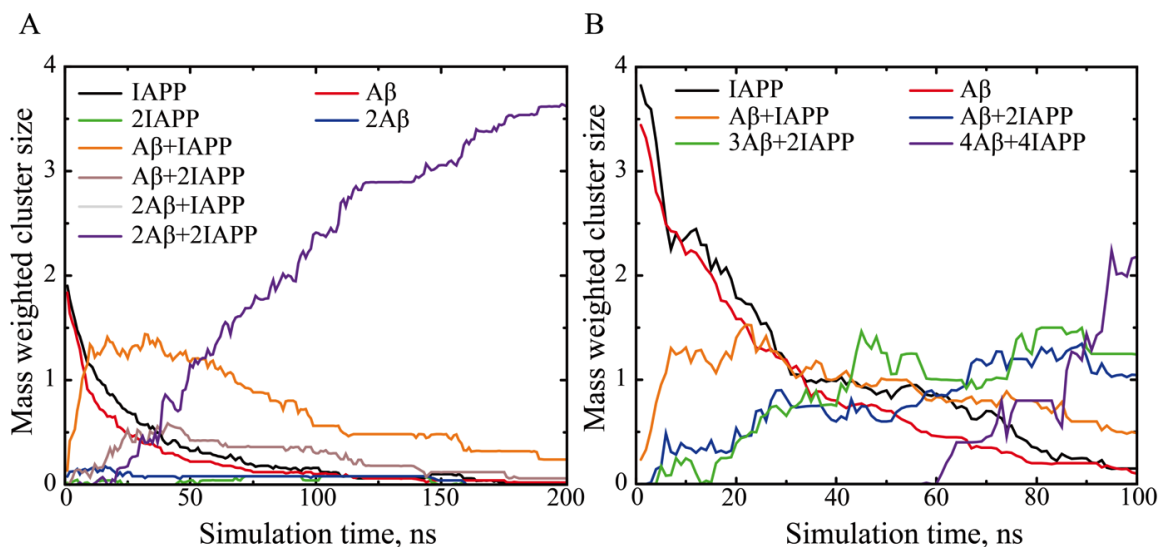 A
Mass weighted cluster size
4
3
2
1
0
IAPP
Aβ
2IAPP
2Aβ
Aβ+IAPP
Aβ+2IAPP
2Aβ+IAPP
2Aβ+2IAPP
0 50 100 150 200
Simulation time, ns
B
Mass weighted cluster size
4
3
2
1
0
IAPP
Aβ
Aβ+IAPP
Aβ+2IAPP
3Aβ+2IAPP
4Aβ+4IAPP
0 20 40 60 80 100
Simulation time, ns